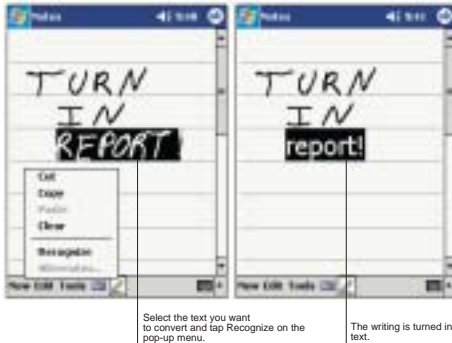 Notes
Notes
TURN
IN
REPORT
Cut
Copy
Paste
Clear
Recognize
Alternates...
New Edit Tools
TURN
IN
report!
New Edit Tools
Select the text you want
to convert and tap Recognize on the
pop-up menu.
The writing is turned in
text.